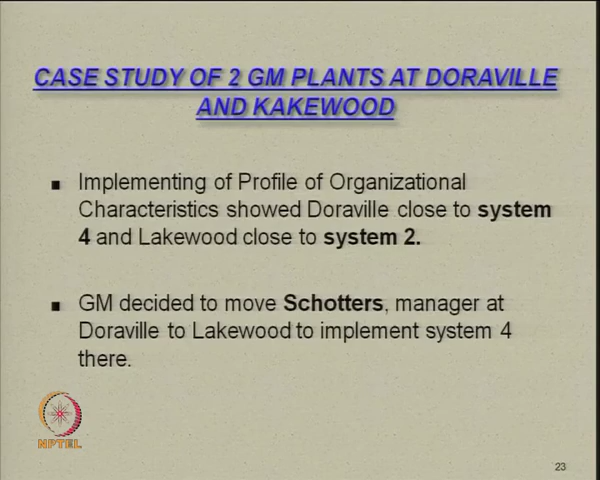 CASE STUDY OF 2 GM PLANTS AT DORAVILLE
AND KAKEWOOD
▪ Implementing of Profile of Organizational
Characteristics showed Doraville close to system
4 and Lakewood close to system 2.
▪ GM decided to move Schotters, manager at
Doraville to Lakewood to implement system 4
there.
NPTEL
23